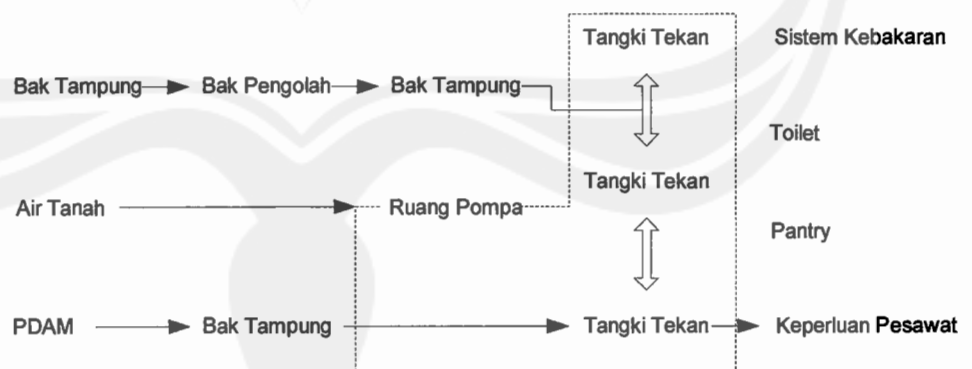 Tangki Tekan Sistem Kebakaran
Bak Tampung Bak Pengolah Bak Tampung
Toilet
Tangki Tekan
Air Tanah Ruang Pompa
Pantry
PDAM Bak Tampung Tangki Tekan Keperluan Pesawat